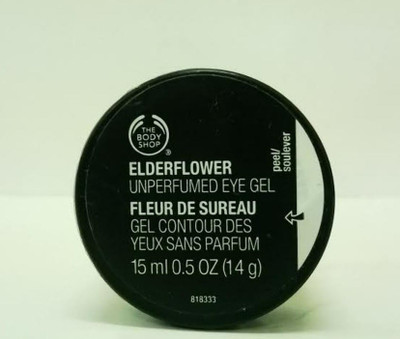 THE
BODY
SHOP
®
ELDERFLOWER
UNPERFUMED EYE GEL
FLEUR DE SUREAU
GEL CONTOUR DES
YEUX SANS PARFUM
15 ml 0.5 OZ (14 g)
818333
peel/
soulever